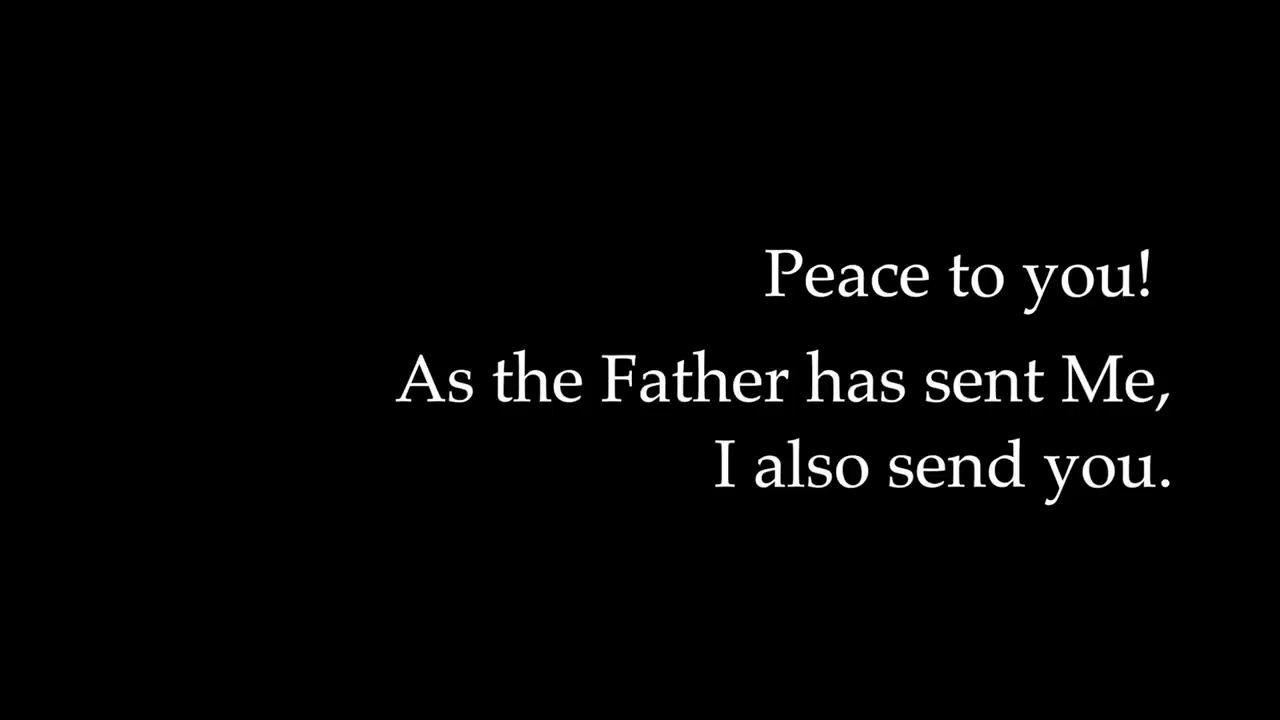 Peace to you!
As the Father has sent Me,
I also send you.